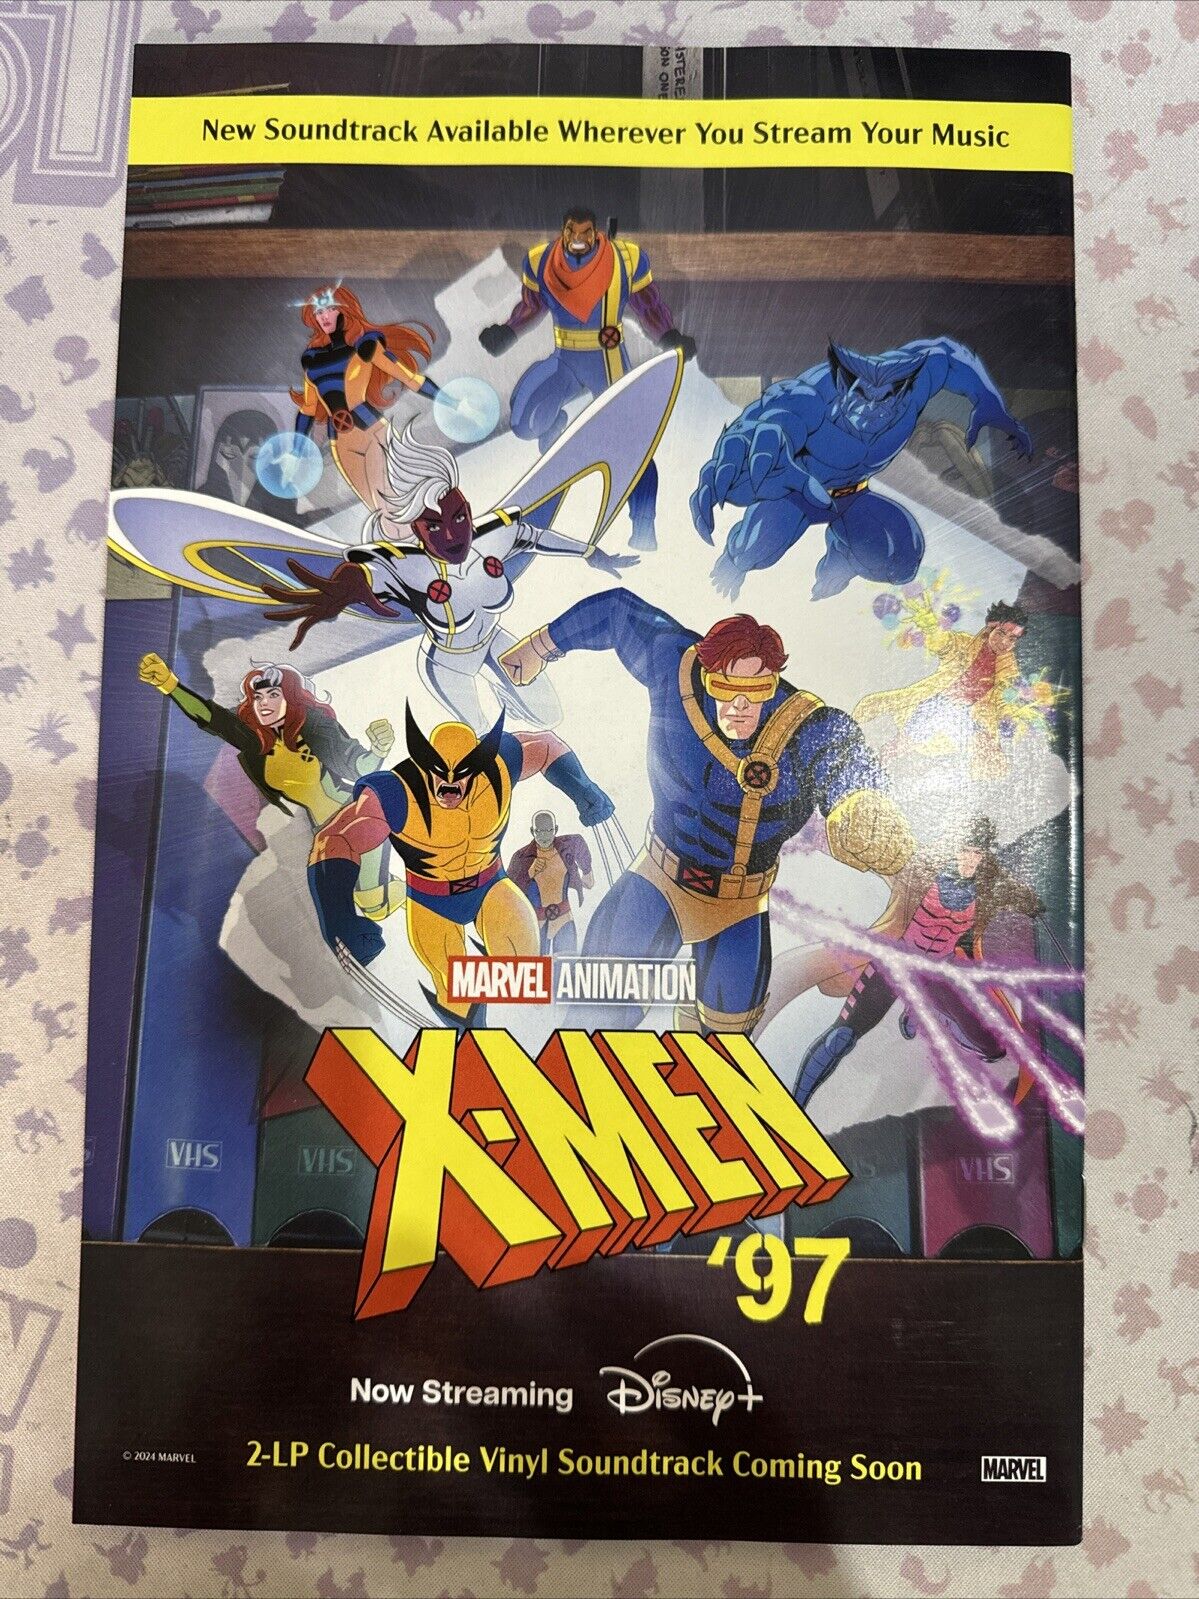 New Soundtrack Available Wherever You Stream Your Music
MARVEL ANIMATION
X-MEN
'97
VHS
VHS
VHS
Now Streaming Disney+
2-LP Collectible Vinyl Soundtrack Coming Soon
© 2024 MARVEL
MARVEL